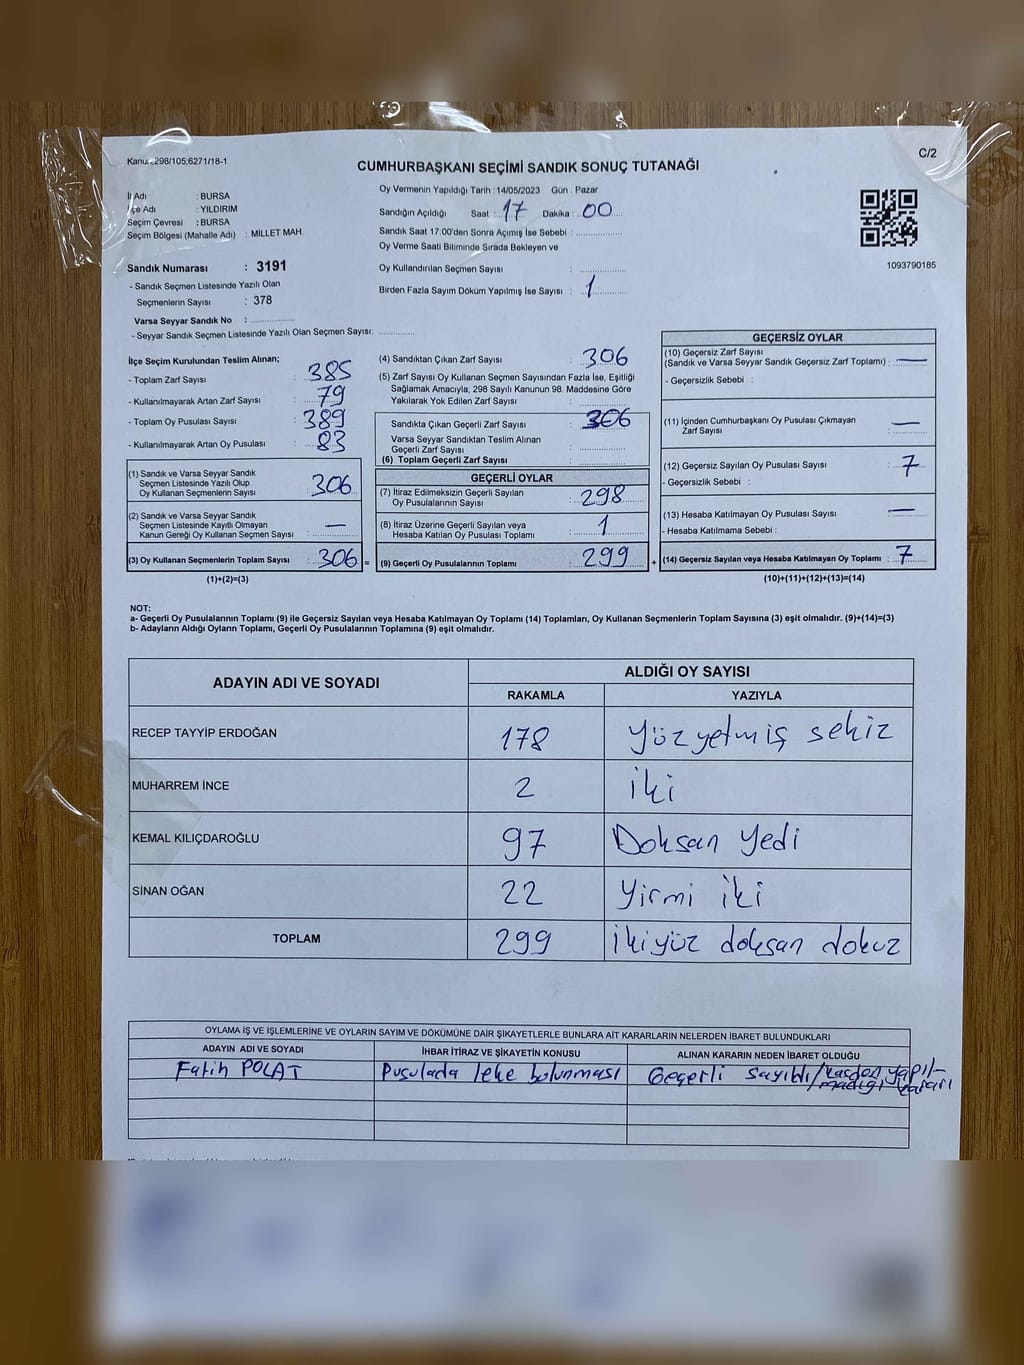 Kanun:298/105;6271/18-1
C/2
CUMHURBAŞKANI SEÇİMİ SANDIK SONUÇ TUTANAĞI
İl Adı : BURSA
İlçe Adı : YILDIRIM
Seçim Çevresi : BURSA
Seçim Bölgesi (Mahalle Adı) : MİLLET MAH.
Oy Vermenin Yapıldığı Tarih : 14/05/2023 Gün : Pazar
Sandığın Açıldığı Saat : 17 Dakika : 00
Sandık Saat 17:00'den Sonra Açımış İse Sebebi :
Oy Verme Saati Bitiminde Sırada Bekleyen ve
Oy Kullandırılan Seçmen Sayısı :
Birden Fazla Sayım Döküm Yapılmış İse Sayısı : 1
1093790185
Sandık Numarası : 3191
- Sandık Seçmen Listesinde Yazılı Olan
Seçmenlerin Sayısı : 378
Varsa Seyyar Sandık No :
- Seyyar Sandık Seçmen Listesinde Yazılı Olan Seçmen Sayısı:
İlçe Seçim Kurulundan Teslim Alınan;
- Toplam Zarf Sayısı : 385
- Kullanılmayarak Artan Zarf Sayısı : 79
- Toplam Oy Pusulası Sayısı : 389
- Kullanılmayarak Artan Oy Pusulası : 83
(1) Sandık ve Varsa Seyyar Sandık
Seçmen Listesinde Yazılı Olup
Oy Kullanan Seçmenlerin Sayısı : 306
(2) Sandık ve Varsa Seyyar Sandık
Seçmen Listesinde Kayıtlı Olmayan
Kanun Gereği Oy Kullanan Seçmen Sayısı : —
(3) Oy Kullanan Seçmenlerin Toplam Sayısı : 306 =
(1)+(2)=(3)
(4) Sandıktan Çıkan Zarf Sayısı : 306
(5) Zarf Sayısı Oy Kullanan Seçmen Sayısından Fazla İse, Eşitliği
Sağlamak Amacıyla; 298 Sayılı Kanunun 98. Maddesine Göre
Yakılarak Yok Edilen Zarf Sayısı :
Sandıkta Çıkan Geçerli Zarf Sayısı : 306
Varsa Seyyar Sandıktan Teslim Alınan
Geçerli Zarf Sayısı :
(6) Toplam Geçerli Zarf Sayısı :
GEÇERLİ OYLAR
(7) İtiraz Edilmeksizin Geçerli Sayılan
Oy Pusulalarının Sayısı : 298
(8) İtiraz Üzerine Geçerli Sayılan veya
Hesaba Katılan Oy Pusulası Toplamı : 1
(9) Geçerli Oy Pusulalarının Toplamı : 299 +
GEÇERSİZ OYLAR
(10) Geçersiz Zarf Sayısı
(Sandık ve Varsa Seyyar Sandık Geçersiz Zarf Toplamı) : —
- Geçersizlik Sebebi :
(11) İçinden Cumhurbaşkanı Oy Pusulası Çıkmayan
Zarf Sayısı : —
(12) Geçersiz Sayılan Oy Pusulası Sayısı : 7
- Geçersizlik Sebebi :
(13) Hesaba Katılmayan Oy Pusulası Sayısı : —
- Hesaba Katılmama Sebebi :
(14) Geçersiz Sayılan veya Hesaba Katılmayan Oy Toplamı : 7
(10)+(11)+(12)+(13)=(14)
NOT:
a- Geçerli Oy Pusulalarının Toplamı (9) ile Geçersiz Sayılan veya Hesaba Katılmayan Oy Toplamı (14) Toplamları, Oy Kullanan Seçmenlerin Toplam Sayısına (3) eşit olmalıdır. (9)+(14)=(3)
b- Adayların Aldığı Oyların Toplamı, Geçerli Oy Pusulalarının Toplamına (9) eşit olmalıdır.
ADAYIN ADI VE SOYADI ALDIĞI OY SAYISI
RAKAMLA YAZIYLA
RECEP TAYYİP ERDOĞAN 178 yüzyetmiş sekiz
MUHARREM İNCE 2 iki
KEMAL KILIÇDAROĞLU 97 Doksan yedi
SİNAN OĞAN 22 yirmi iki
TOPLAM 299 ikiyüz doksan dokuz
OYLAMA İŞ VE İŞLEMLERİNE VE OYLARIN SAYIM VE DÖKÜMÜNE DAİR ŞİKAYETLERLE BUNLARA AİT KARARLARIN NELERDEN İBARET BULUNDUKLARI
ADAYIN ADI VE SOYADI İHBAR İTİRAZ VE ŞİKAYETİN KONUSU ALINAN KARARIN NEDEN İBARET OLDUĞU
Fatih POLAT Pusulada leke bulunması Geçerli sayıldı/kasden yapıl-
madığı kararı